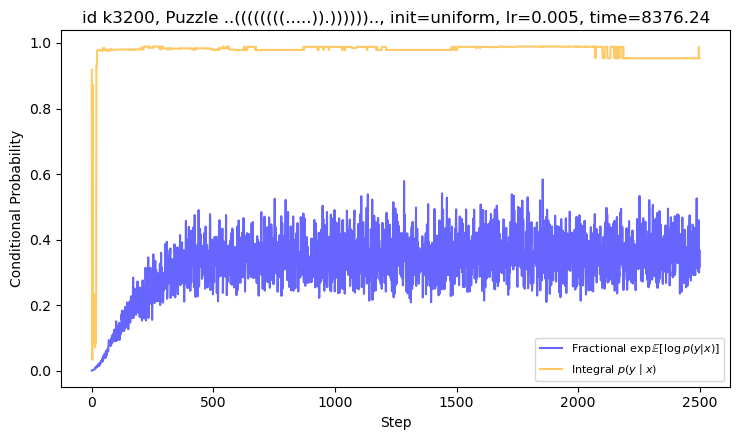 id k3200, Puzzle ..((((((((.....)).))))))..., init=uniform, lr=0.005, time=8376.24
Conditional Probability
1.0
0.8
0.6
0.4
0.2
0.0
Fractional exp𝔼[log p(y|x)]
Integral p(y | x)
0
500
1000
1500
2000
2500
Step